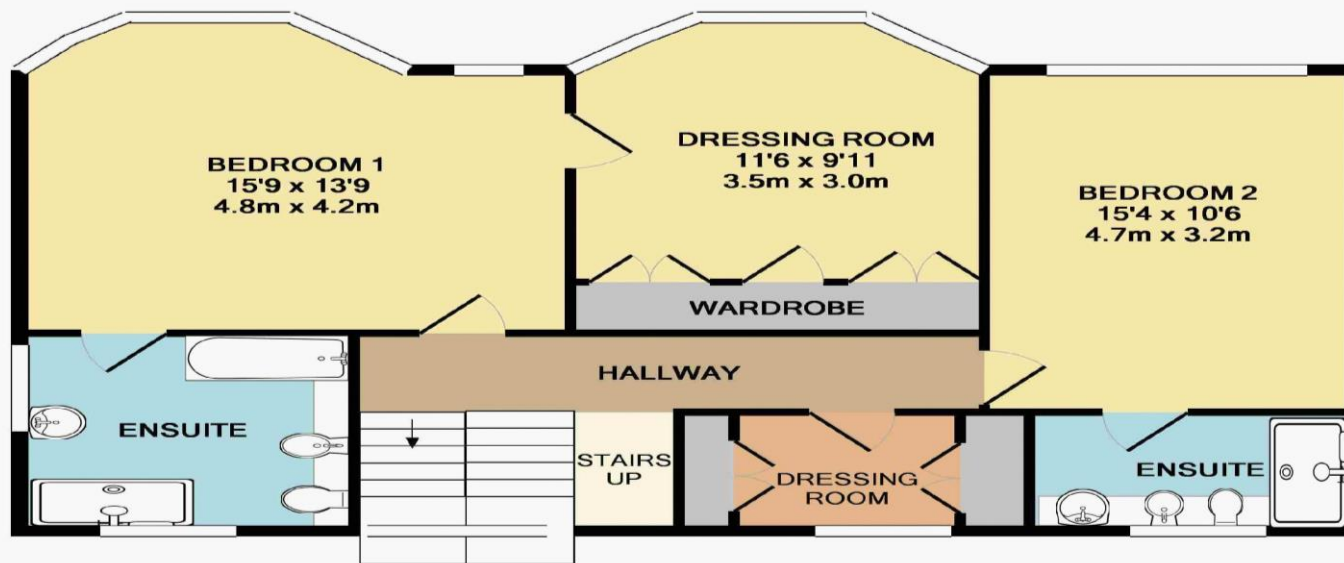 BEDROOM 1
15'9 x 13'9
4.8m x 4.2m
DRESSING ROOM
11'6 x 9'11
3.5m x 3.0m
BEDROOM 2
15'4 x 10'6
4.7m x 3.2m
WARDROBE
HALLWAY
ENSUITE
STAIRS
UP
DRESSING
ROOM
ENSUITE